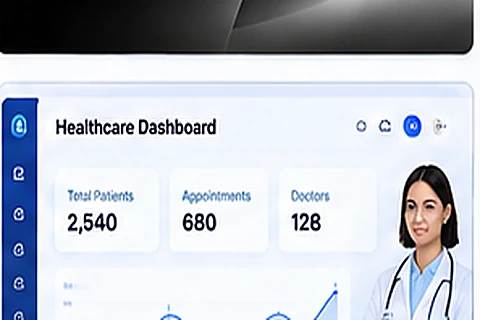 Healthcare Dashboard
Total Patients
2,540
Appointments
680
Doctors
128